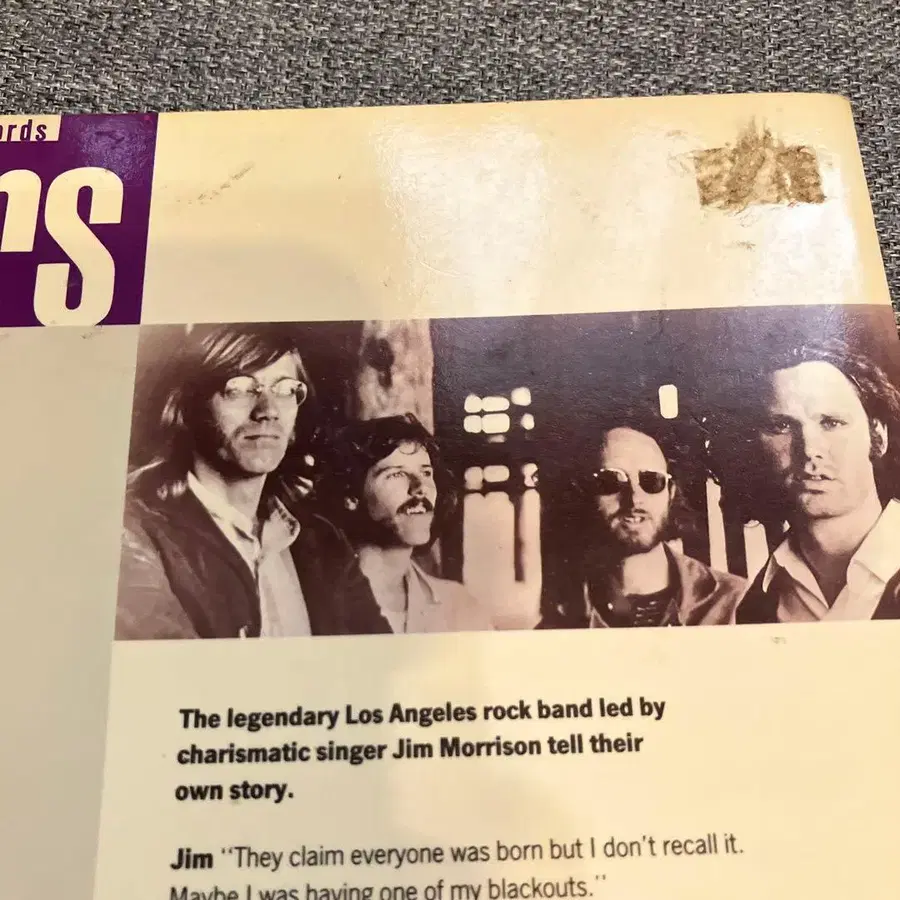 ords
rs
The legendary Los Angeles rock band led by
charismatic singer Jim Morrison tell their
own story.
Jim “They claim everyone was born but I don't recall it.
Maybe I was having one of my blackouts.”